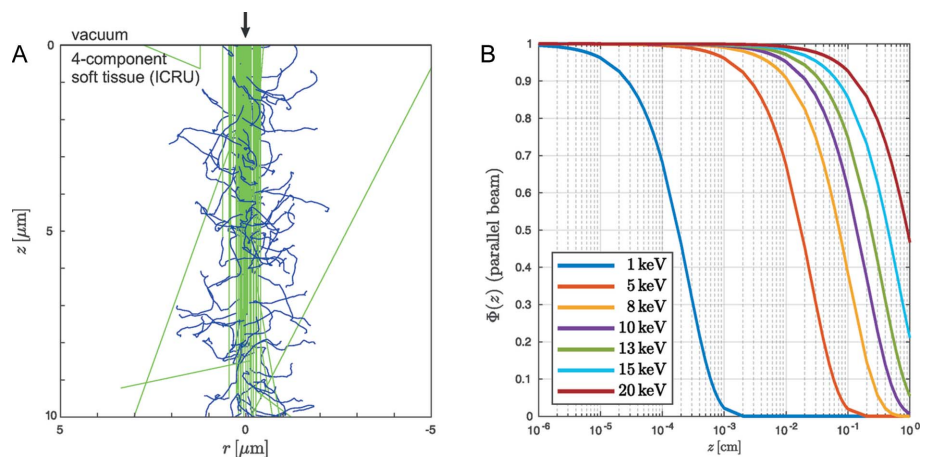 A
vacuum
0
4-component
soft tissue (ICRU)
z [μm]
5
10
5
0
-5
r [μm]
B
1
0.9
0.8
0.7
0.6
0.5
0.4
0.3
0.2
0.1
0
Φ(z) (parallel beam)
1 keV
5 keV
8 keV
10 keV
13 keV
15 keV
20 keV
10⁻⁶
10⁻⁵
10⁻⁴
10⁻³
10⁻²
10⁻¹
10⁰
z [cm]